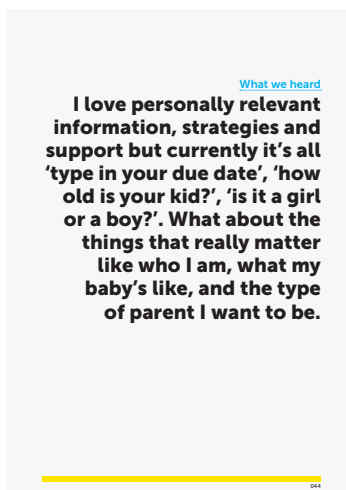 What we heard
I love personally relevant
information, strategies and
support but currently it’s all
‘type in your due date’, ‘how
old is your kid?’, ‘is it a girl
or a boy?’. What about the
things that really matter
like who I am, what my
baby’s like, and the type
of parent I want to be.
044